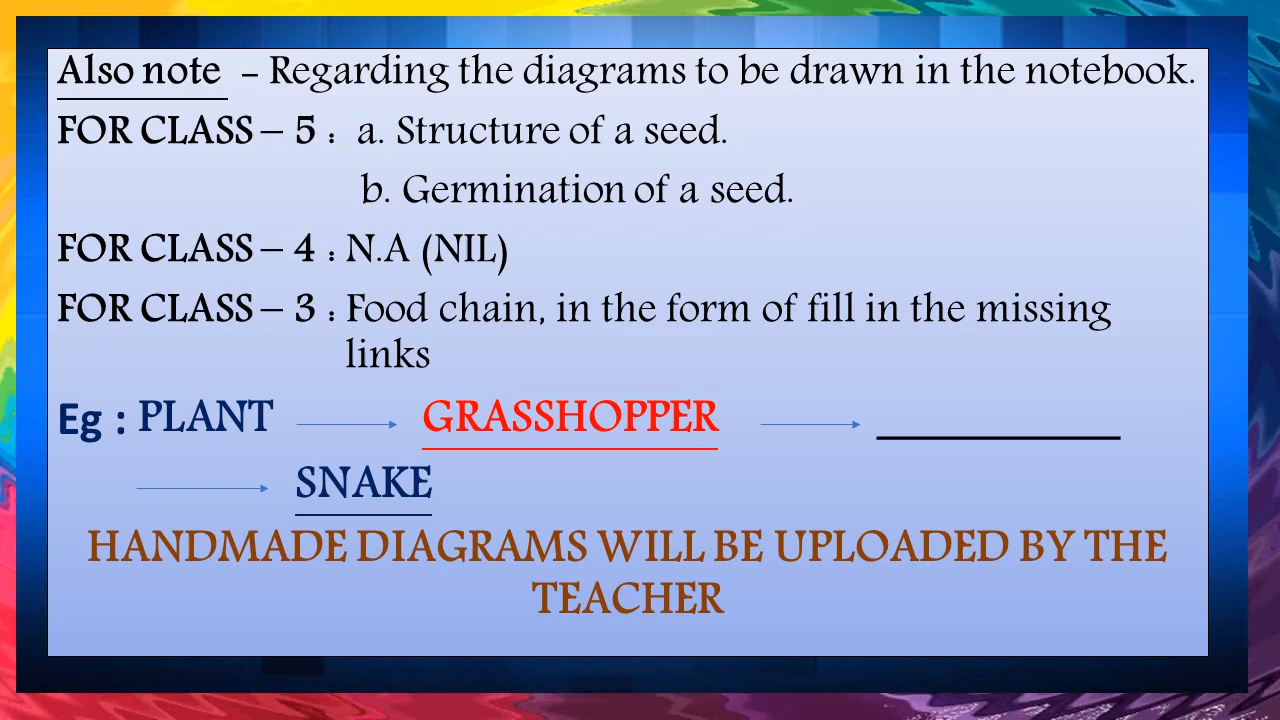 Also note – Regarding the diagrams to be drawn in the notebook.
FOR CLASS – 5 : a. Structure of a seed.
b. Germination of a seed.
FOR CLASS – 4 : N.A (NIL)
FOR CLASS – 3 : Food chain, in the form of fill in the missing
links
Eg : PLANT → GRASSHOPPER → ____________
→ SNAKE
HANDMADE DIAGRAMS WILL BE UPLOADED BY THE
TEACHER